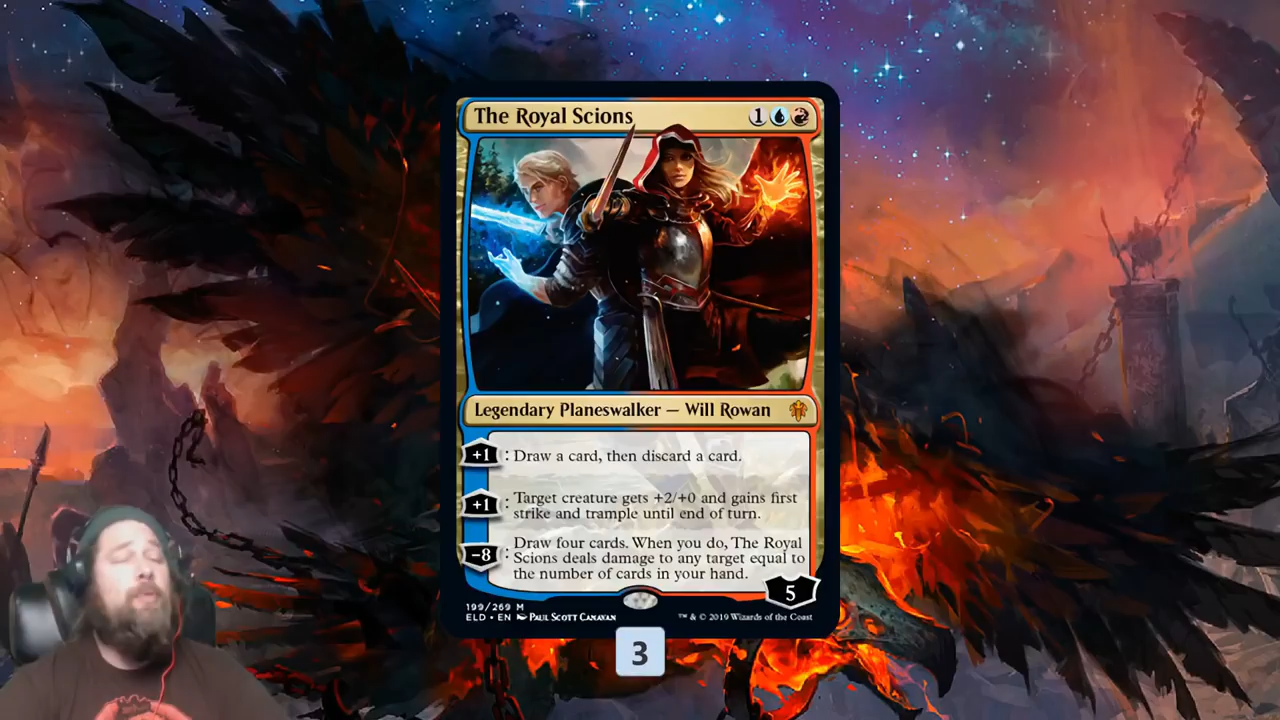 The Royal Scions 1
Legendary Planeswalker — Will Rowan
+1 : Draw a card, then discard a card.
+1 : Target creature gets +2/+0 and gains first
strike and trample until end of turn.
Draw four cards. When you do, The Royal
−8 : Scions deals damage to any target equal to
the number of cards in your hand.
5
199/269 M
ELD • EN Paul Scott Canavan ™ & © 2019 Wizards of the Coast
3